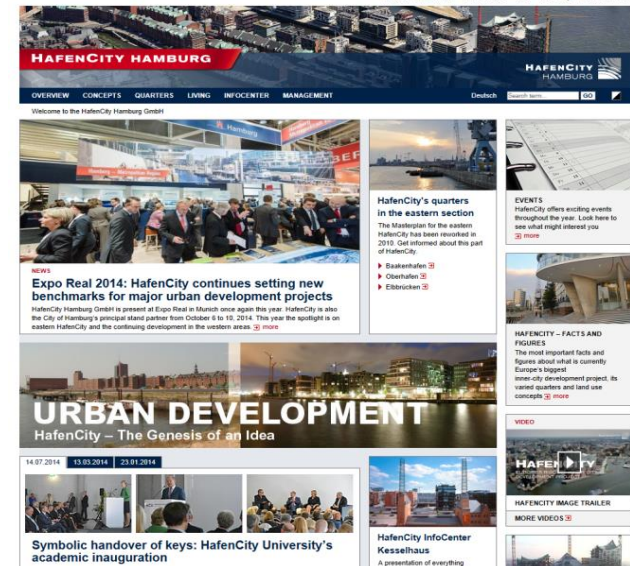 HAFENCITY HAMBURG
HAFENCITY
HAMBURG
OVERVIEW CONCEPTS QUARTERS LIVING INFOCENTER MANAGEMENT Deutsch Search term... GO
Welcome to the HafenCity Hamburg GmbH
Hamburg
NEWS
Expo Real 2014: HafenCity continues setting new
benchmarks for major urban development projects
HafenCity Hamburg GmbH is present at Expo Real in Munich once again this year. HafenCity is also
the City of Hamburg's principal stand partner from October 6 to 10, 2014. This year the spotlight is on
eastern HafenCity and the continuing development in the western areas. more
HafenCity's quarters
in the eastern section
The Masterplan for the eastern
HafenCity has been reworked in
2010. Get informed about this part
of HafenCity.
Baakenhafen
Oberhafen
Elbbrücken
EVENTS
HafenCity offers exciting events
throughout the year. Look here to
see what might interest you
more
HAFENCITY – FACTS AND
FIGURES
The most important facts and
figures about what is currently
Europe's biggest
inner-city development project, its
varied quarters and land use
concepts more
URBAN DEVELOPMENT
HafenCity – The Genesis of an Idea
VIDEO
HAFENCITY
HAFENCITY IMAGE TRAILER
MORE VIDEOS
14.07.2014 13.03.2014 23.01.2014
Symbolic handover of keys: HafenCity University's
academic inauguration
HafenCity InfoCenter
Kesselhaus
A presentation of everything